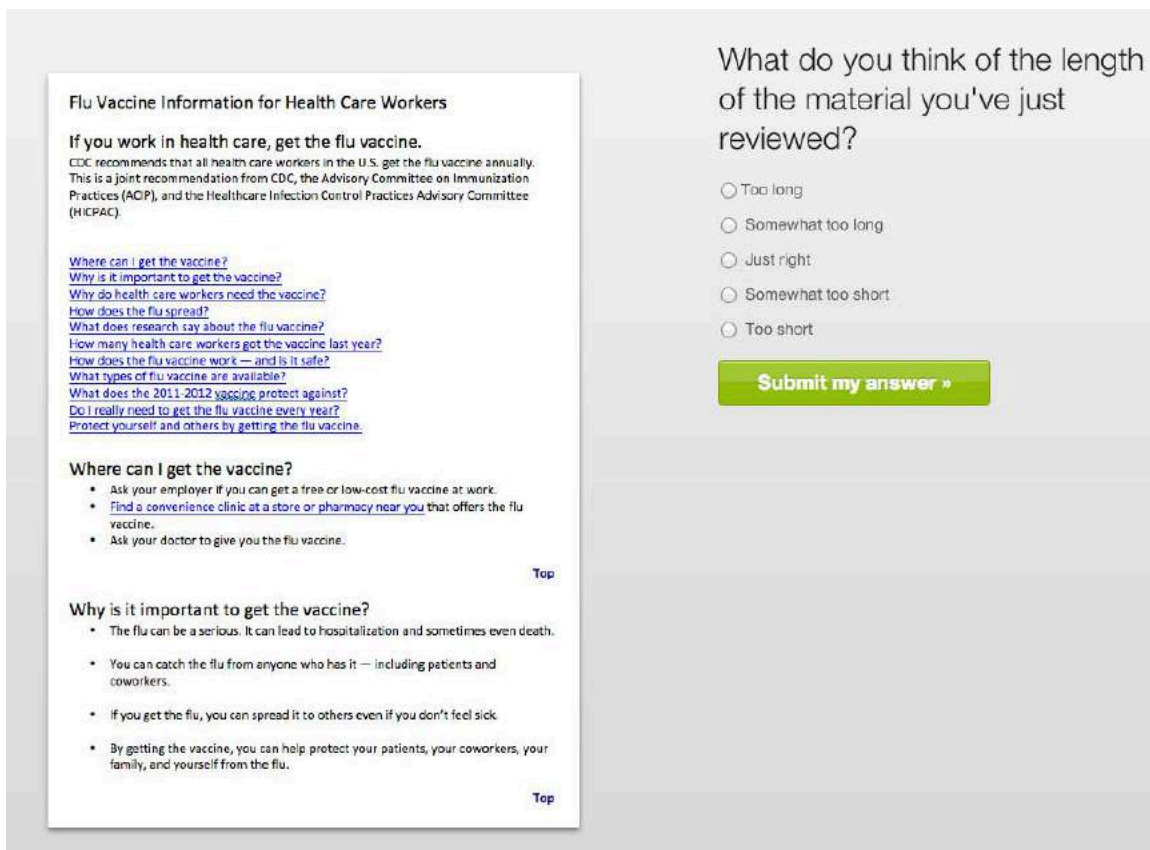 Flu Vaccine Information for Health Care Workers
If you work in health care, get the flu vaccine.
CDC recommends that all health care workers in the U.S. get the flu vaccine annually.
This is a joint recommendation from CDC, the Advisory Committee on Immunization
Practices (ACIP), and the Healthcare Infection Control Practices Advisory Committee
(HICPAC).
Where can I get the vaccine?
Why is it important to get the vaccine?
Why do health care workers need the vaccine?
How does the flu spread?
What does research say about the flu vaccine?
How many health care workers got the vaccine last year?
How does the flu vaccine work — and is it safe?
What types of flu vaccine are available?
What does the 2011-2012 vaccine protect against?
Do I really need to get the flu vaccine every year?
Protect yourself and others by getting the flu vaccine.
Where can I get the vaccine?
• Ask your employer if you can get a free or low-cost flu vaccine at work.
• Find a convenience clinic at a store or pharmacy near you that offers the flu
vaccine.
• Ask your doctor to give you the flu vaccine.
Top
Why is it important to get the vaccine?
• The flu can be a serious. It can lead to hospitalization and sometimes even death.
• You can catch the flu from anyone who has it — including patients and
coworkers.
• If you get the flu, you can spread it to others even if you don't feel sick.
• By getting the vaccine, you can help protect your patients, your coworkers, your
family, and yourself from the flu.
Top
What do you think of the length
of the material you've just
reviewed?
Too long
Somewhat too long
Just right
Somewhat too short
Too short
Submit my answer »